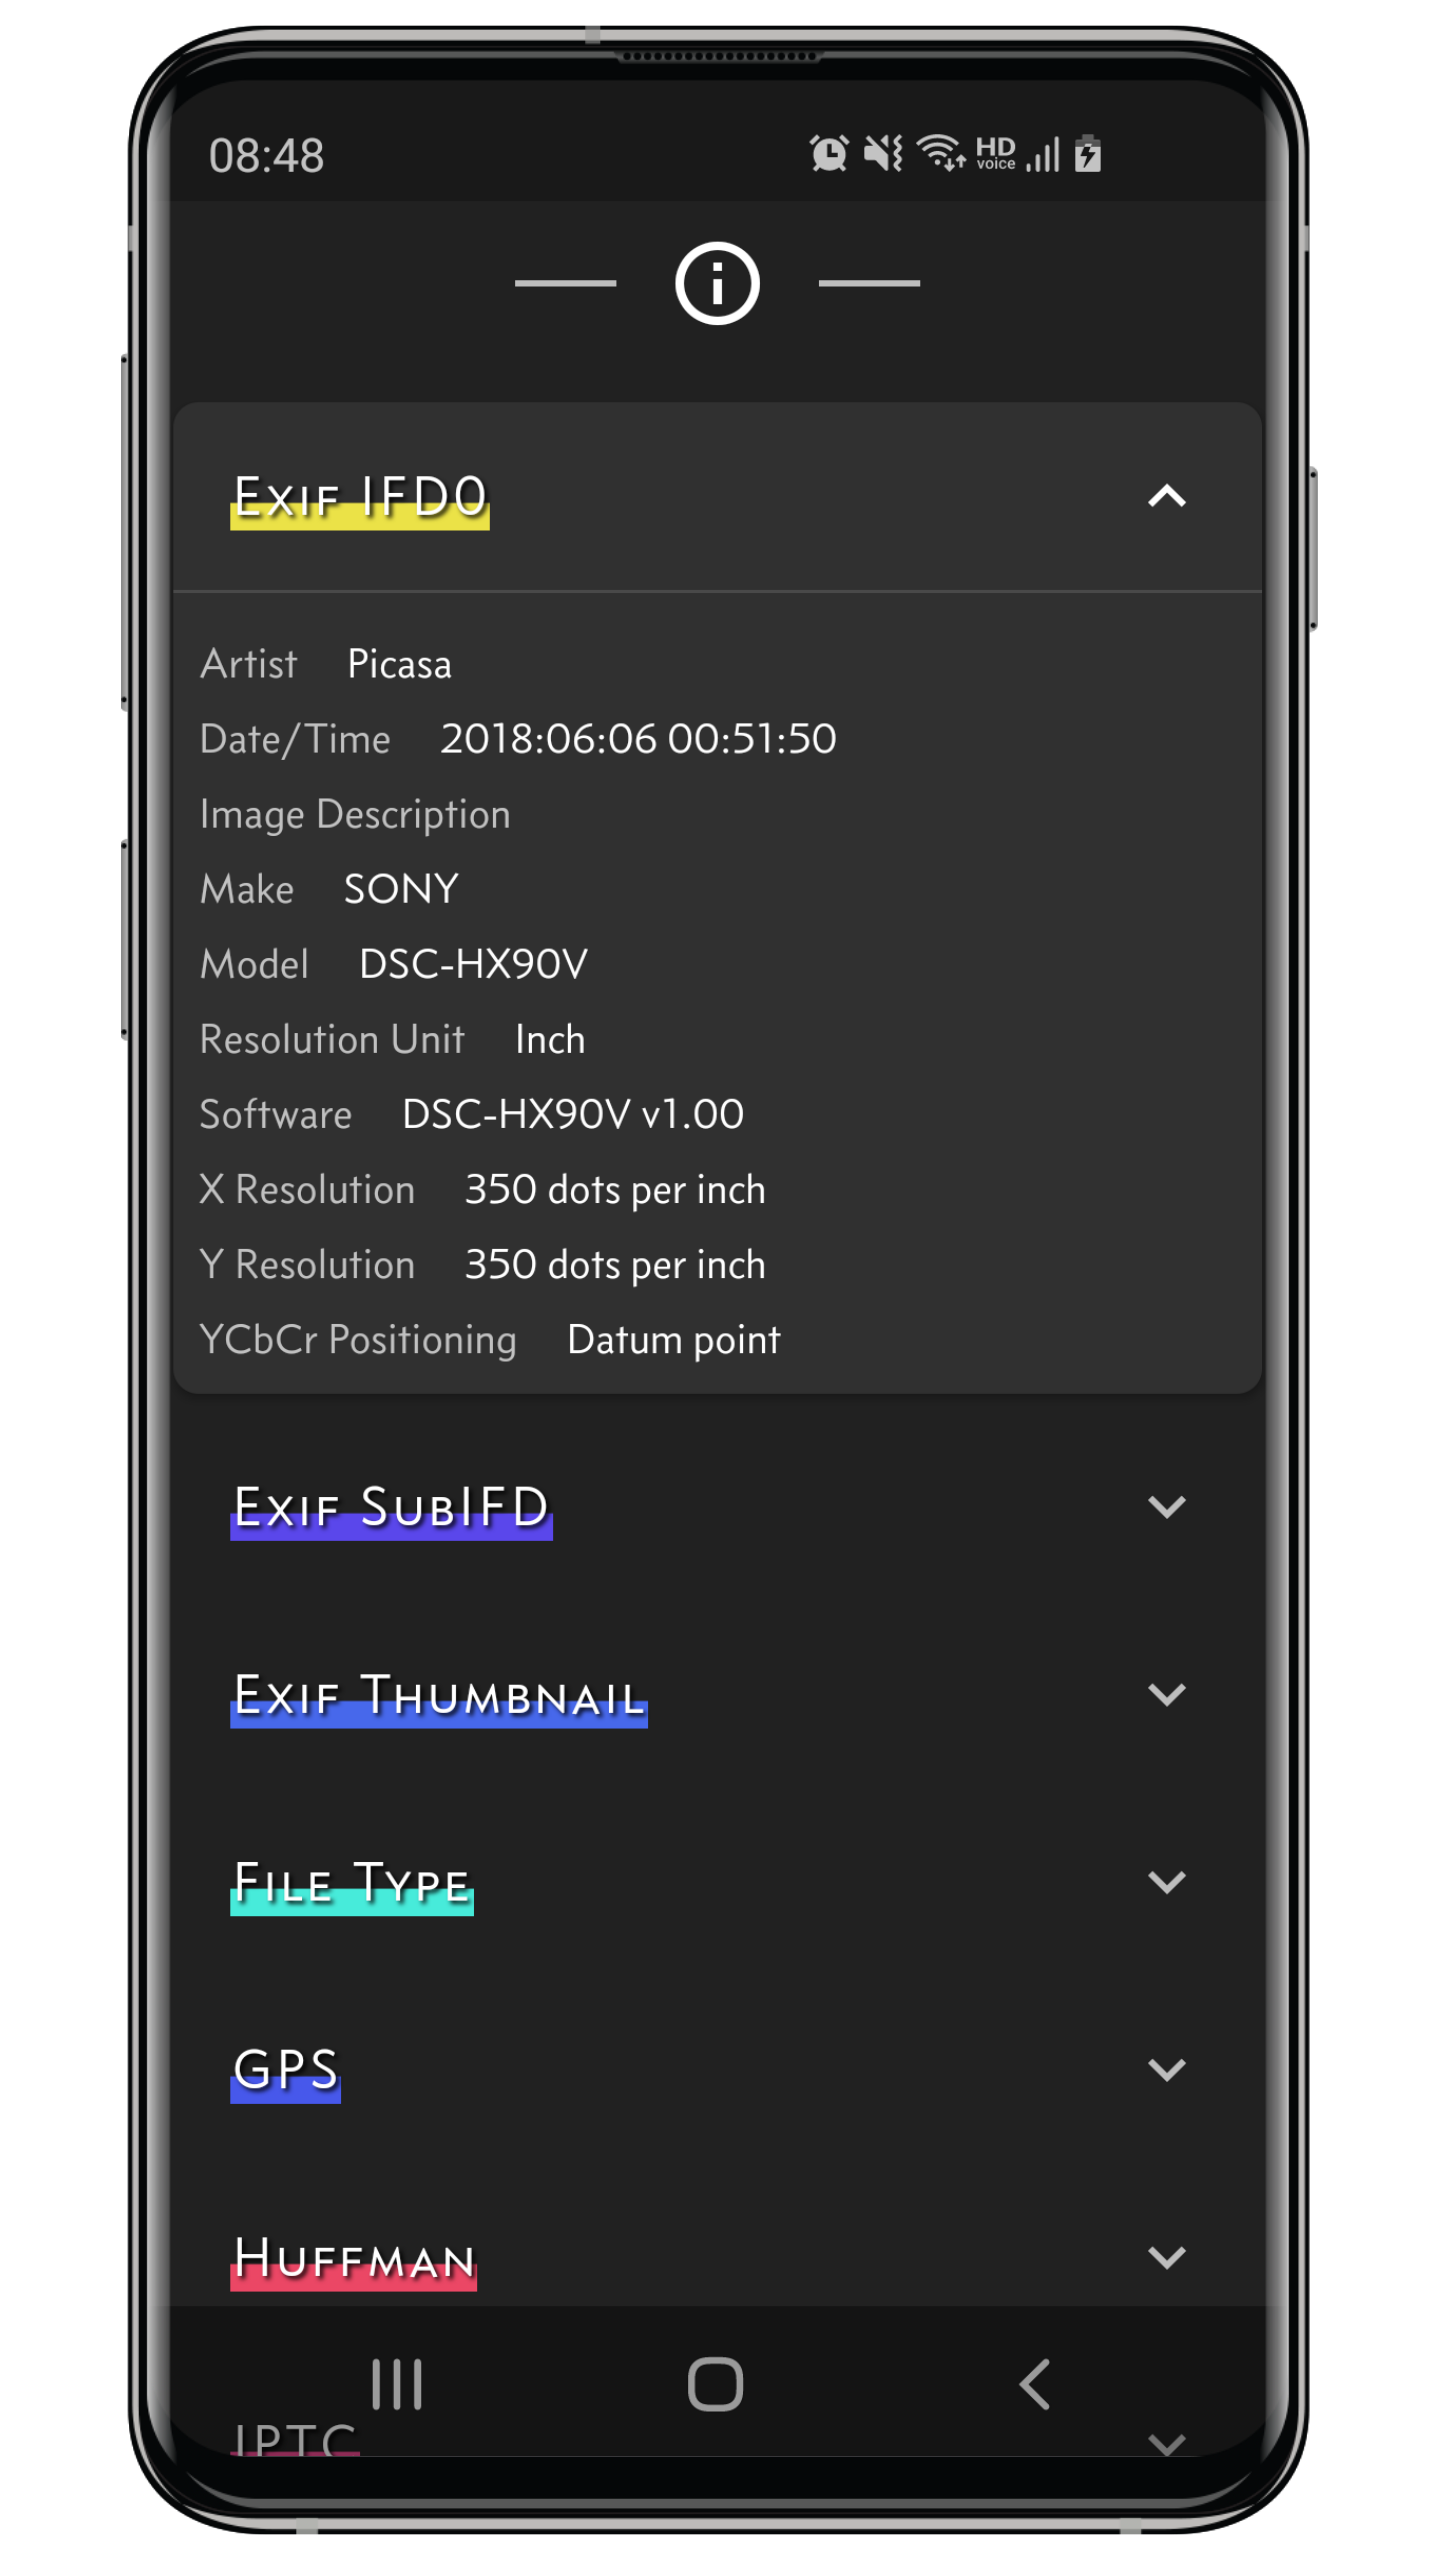 08:48
HD
voice
Exif IFD0
Artist Picasa
Date/Time 2018:06:06 00:51:50
Image Description
Make SONY
Model DSC-HX90V
Resolution Unit Inch
Software DSC-HX90V v1.00
X Resolution 350 dots per inch
Y Resolution 350 dots per inch
YCbCr Positioning Datum point
Exif SubIFD
Exif Thumbnail
File Type
GPS
Huffman
IPTC